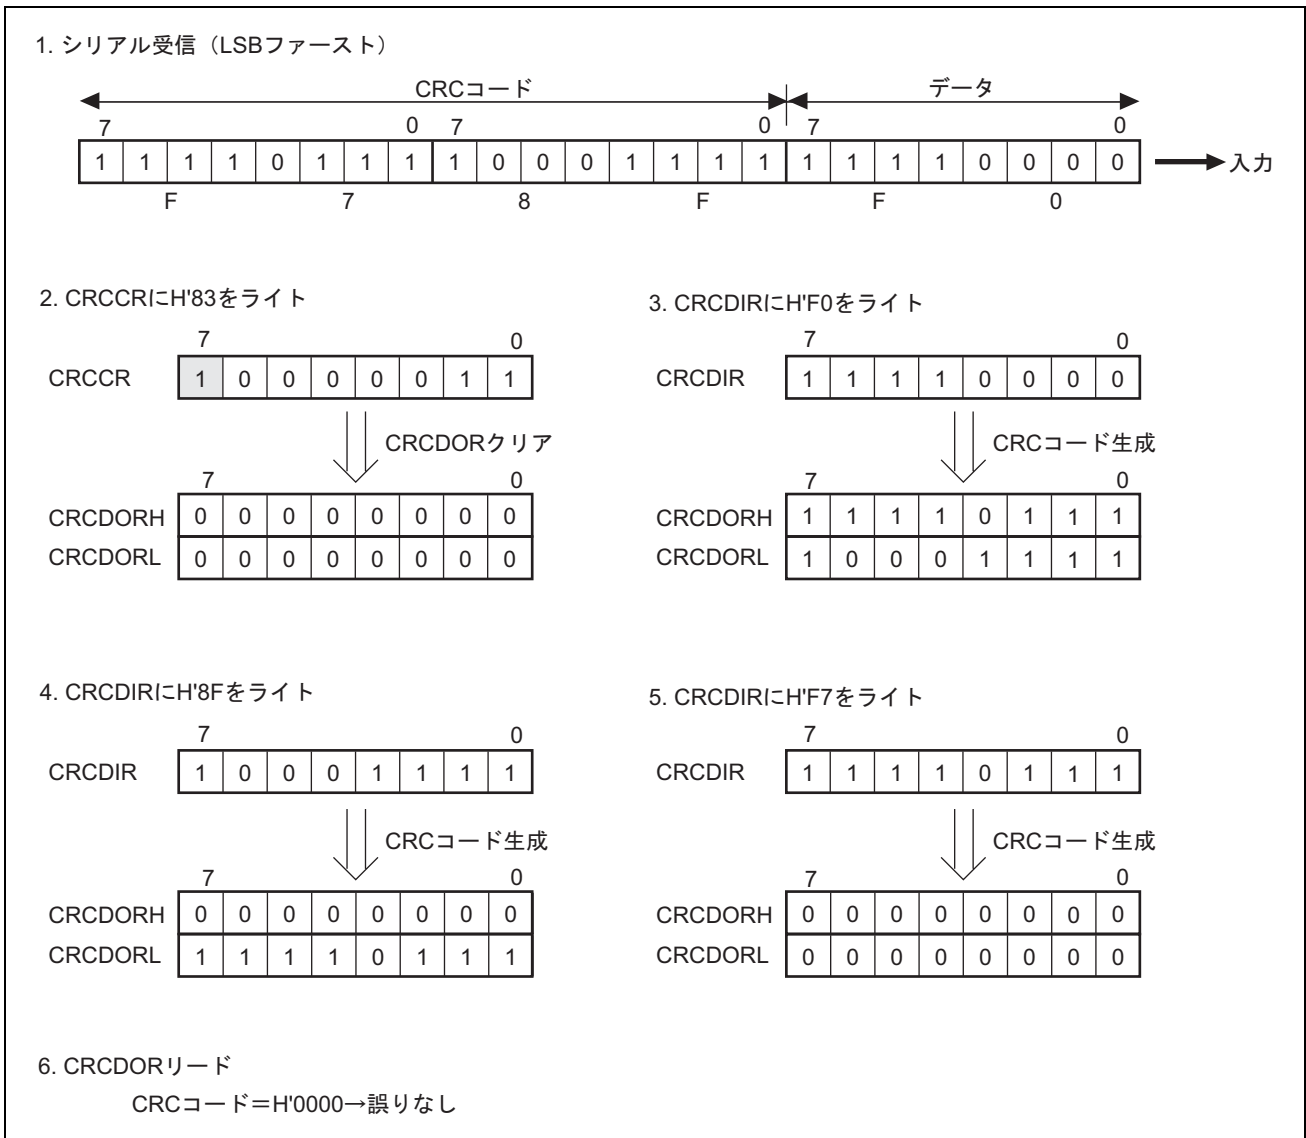 1. シリアル受信（LSBファースト）
CRCコード データ
7 0 7 0 7 0
1 1 1 1 0 1 1 1 1 0 0 0 1 1 1 1 1 1 1 1 0 0 0 0 入力
F 7 8 F F 0
2. CRCCRにH'83をライト
7 0
CRCCR 1 0 0 0 0 0 1 1
CRCDORクリア
7 0
CRCDORH 0 0 0 0 0 0 0 0
CRCDORL 0 0 0 0 0 0 0 0
3. CRCDIRにH'F0をライト
7 0
CRCDIR 1 1 1 1 0 0 0 0
CRCコード生成
7 0
CRCDORH 1 1 1 1 0 1 1 1
CRCDORL 1 0 0 0 1 1 1 1
4. CRCDIRにH'8Fをライト
7 0
CRCDIR 1 0 0 0 1 1 1 1
CRCコード生成
7 0
CRCDORH 0 0 0 0 0 0 0 0
CRCDORL 1 1 1 1 0 1 1 1
5. CRCDIRにH'F7をライト
7 0
CRCDIR 1 1 1 1 0 1 1 1
CRCコード生成
7 0
CRCDORH 0 0 0 0 0 0 0 0
CRCDORL 0 0 0 0 0 0 0 0
6. CRCDORリード
CRCコード＝H'0000→誤りなし